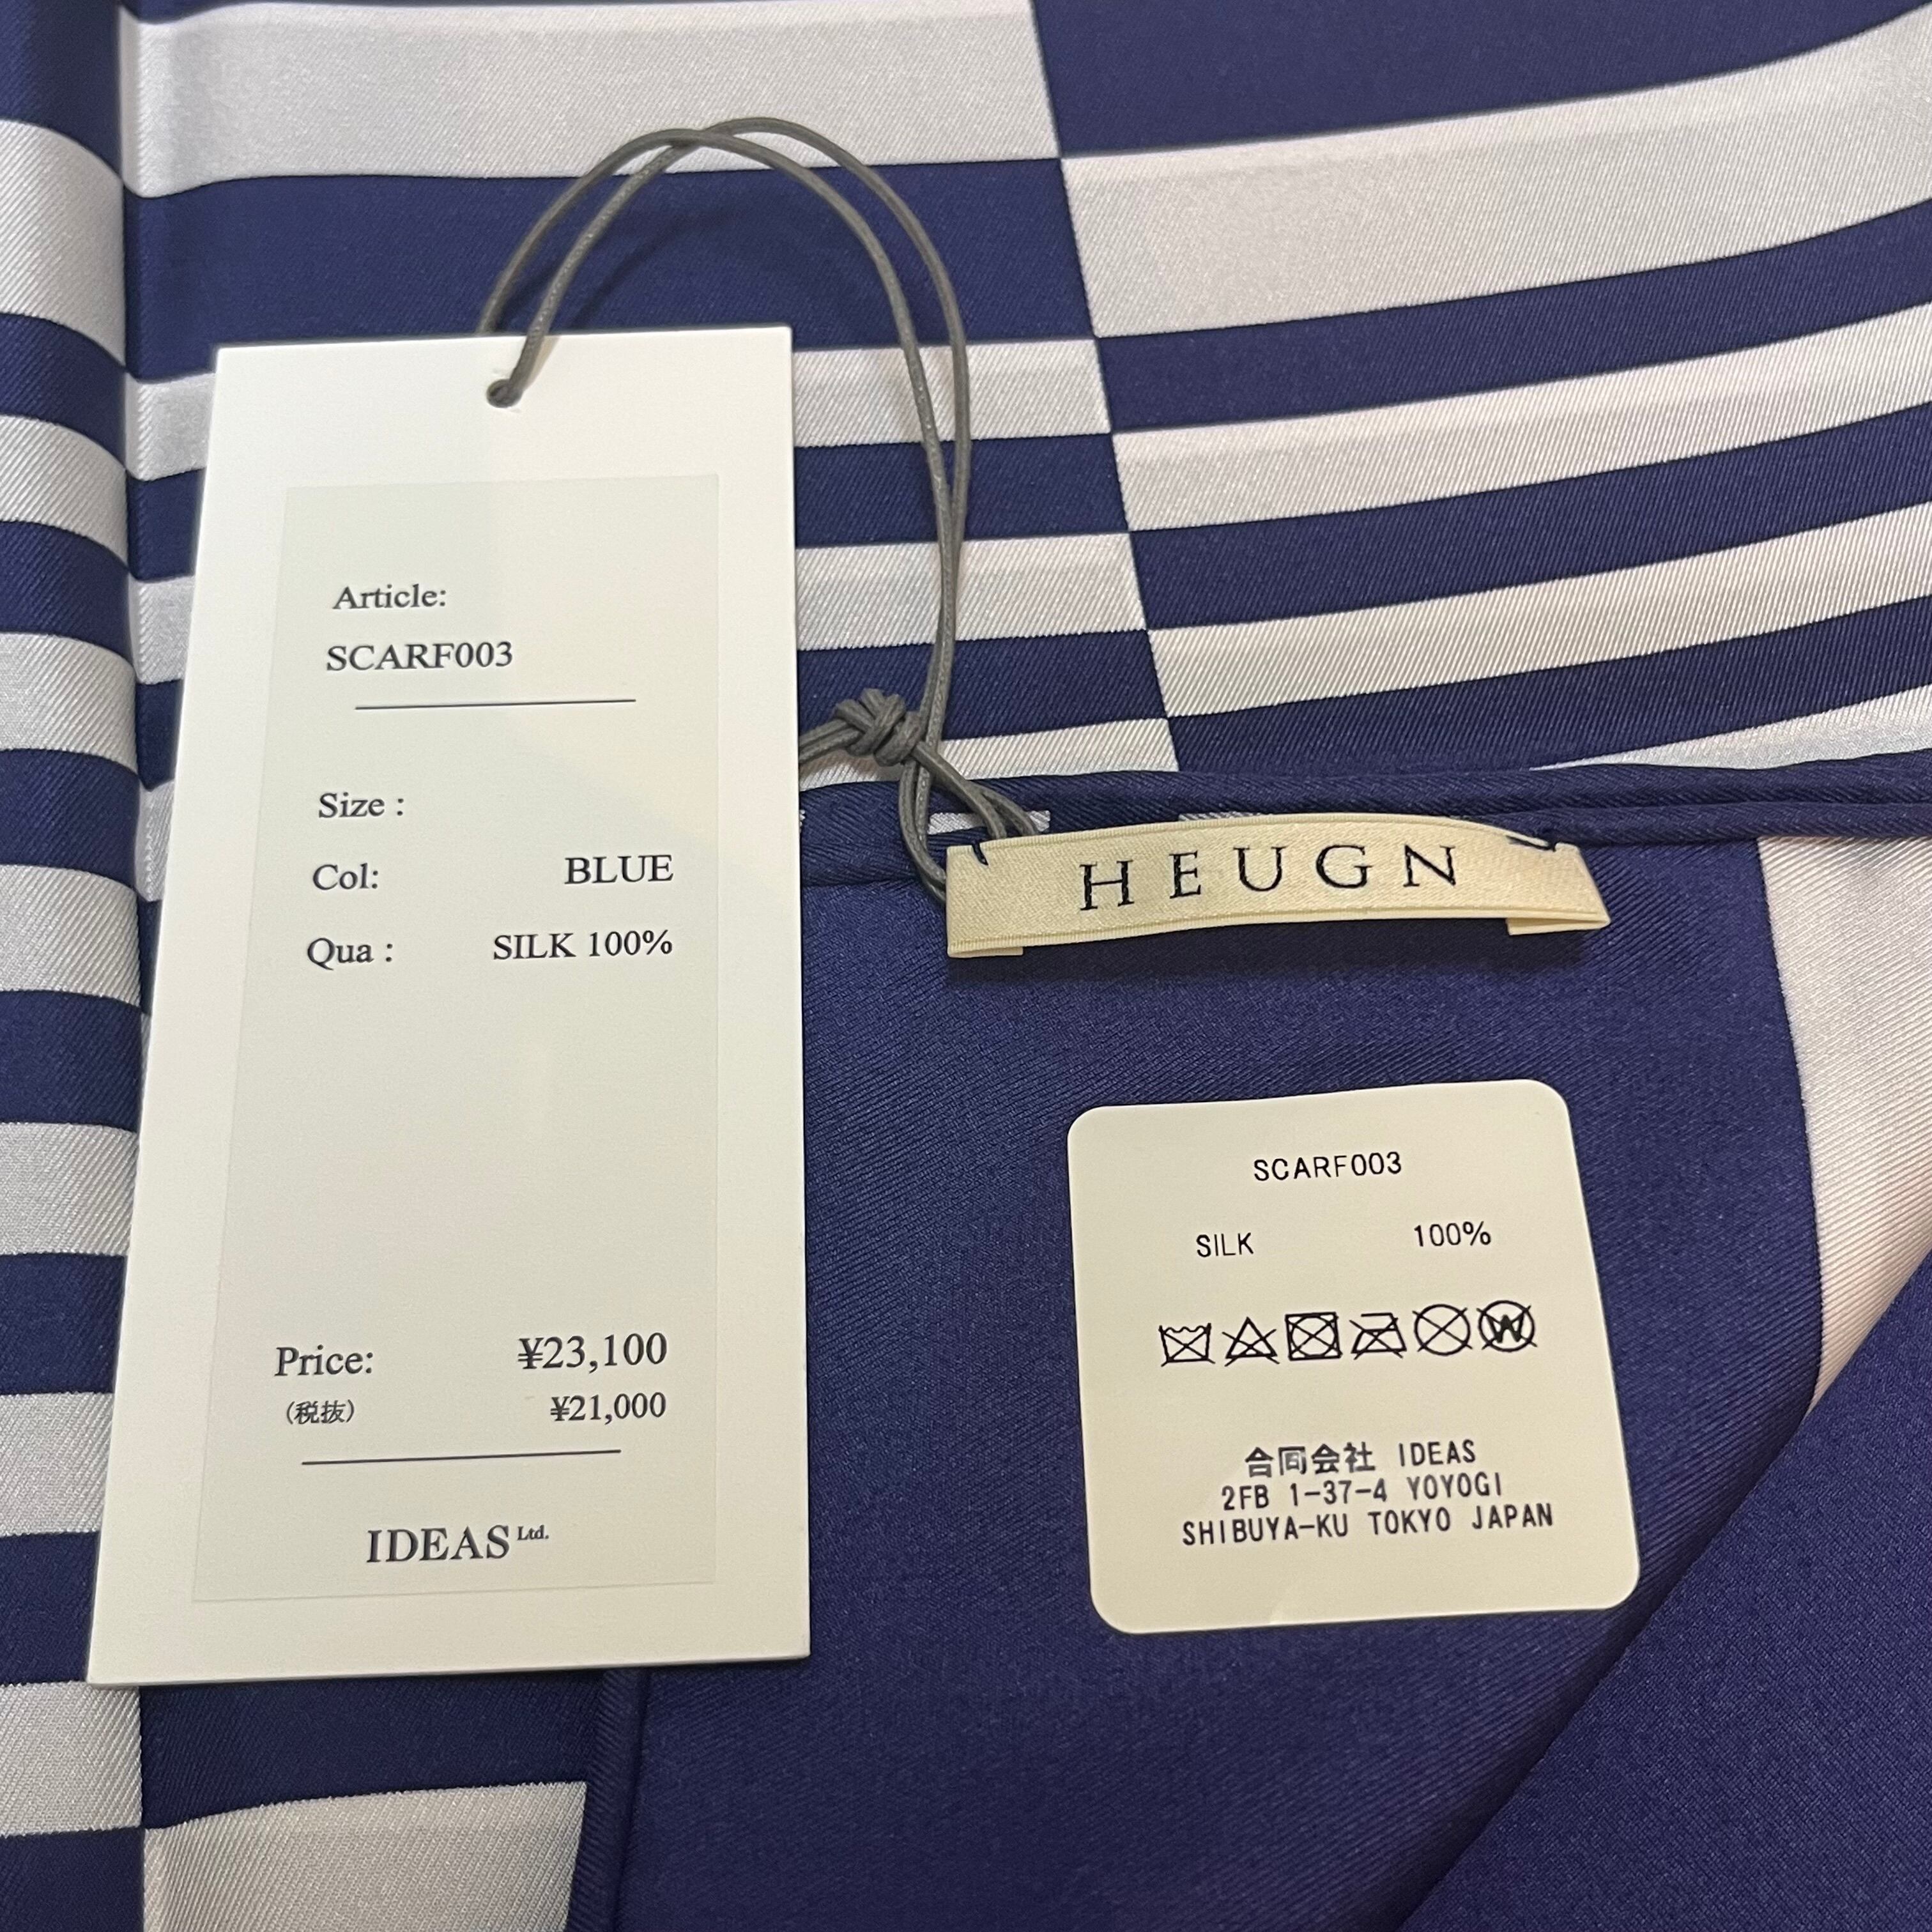 Article:
SCARF003
Size :
Col: BLUE
Qua : SILK 100%
Price: ¥23,100
(税抜) ¥21,000
IDEAS Ltd.
HEUGN
SCARF003
SILK 100%
W
合同会社 IDEAS
2FB 1-37-4 YOYOGI
SHIBUYA-KU TOKYO JAPAN